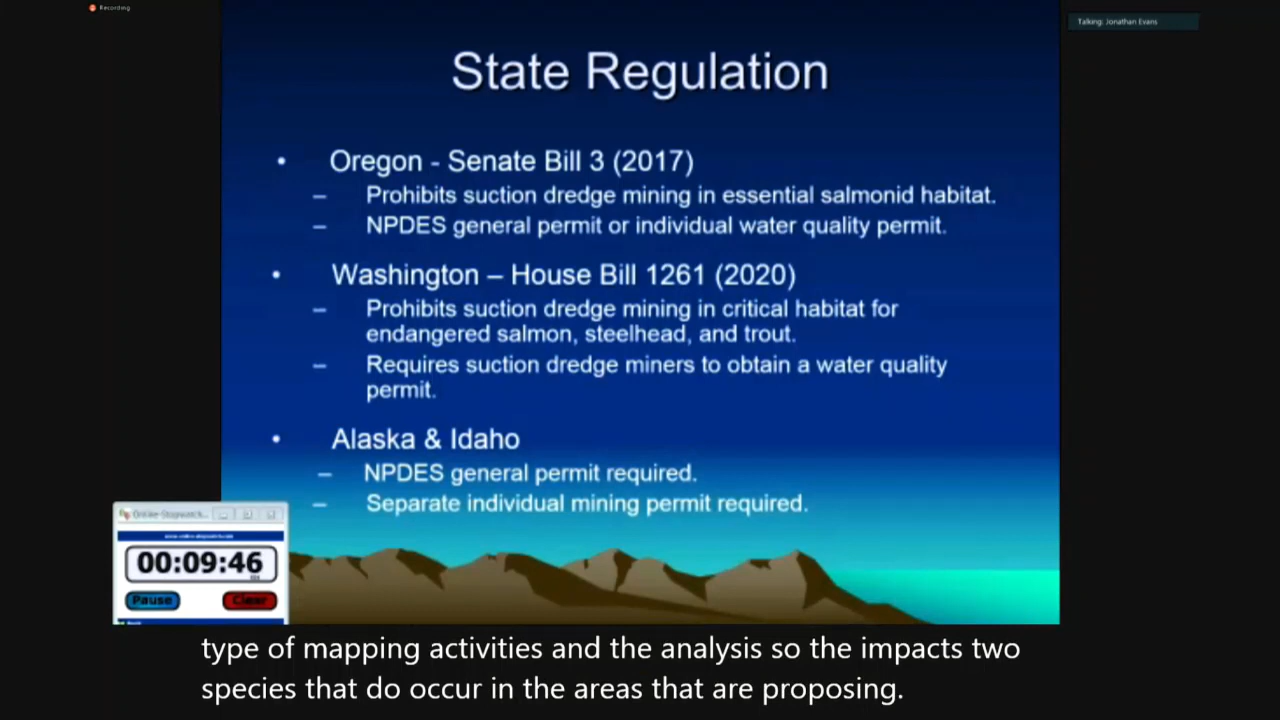 Recording
Talking: Jonathan Evans
State Regulation
• Oregon - Senate Bill 3 (2017)
– Prohibits suction dredge mining in essential salmonid habitat.
– NPDES general permit or individual water quality permit.
• Washington – House Bill 1261 (2020)
– Prohibits suction dredge mining in critical habitat for
endangered salmon, steelhead, and trout.
– Requires suction dredge miners to obtain a water quality
permit.
• Alaska & Idaho
– NPDES general permit required.
– Separate individual mining permit required.
00:09:46
Pause Clear
type of mapping activities and the analysis so the impacts two
species that do occur in the areas that are proposing.